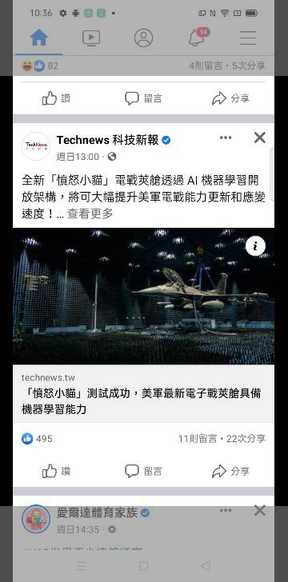 10:36
14
82
4則留言・5次分享
讚
留言
分享
Technews 科技新報
週日13:00
全新「憤怒小貓」電戰莢艙透過 AI 機器學習開
放架構,將可大幅提升美軍電戰能力更新和應變
速度!... 查看更多
technews.tw
「憤怒小貓」測試成功,美軍最新電子戰莢艙具備
機器學習能力
495
11則留言・22次分享
讚
留言
分享
愛爾達體育家族
週日14:35